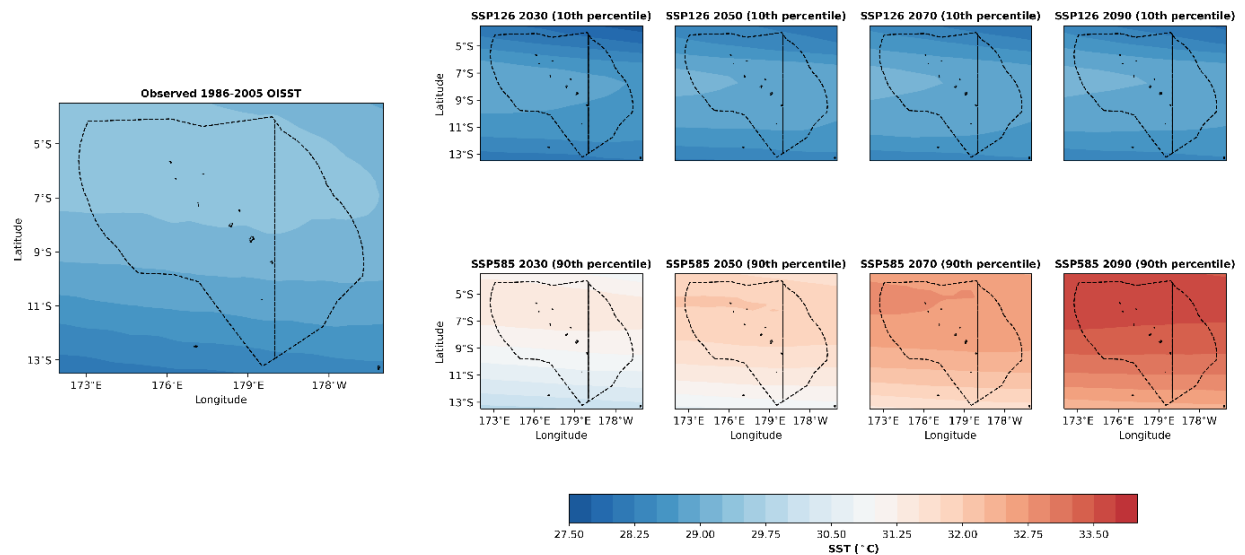 SSP126 2030 (10th percentile) SSP126 2050 (10th percentile) SSP126 2070 (10th percentile) SSP126 2090 (10th percentile)
5°S
7°S
9°S
11°S
13°S
Latitude
Observed 1986-2005 OISST
5°S
7°S
9°S
11°S
13°S
Latitude
173°E 176°E 179°E 178°W
Longitude
SSP585 2030 (90th percentile) SSP585 2050 (90th percentile) SSP585 2070 (90th percentile) SSP585 2090 (90th percentile)
5°S
7°S
9°S
11°S
13°S
Latitude
173°E 176°E 179°E 178°W 173°E 176°E 179°E 178°W 173°E 176°E 179°E 178°W 173°E 176°E 179°E 178°W
Longitude Longitude Longitude Longitude
27.50 28.25 29.00 29.75 30.50 31.25 32.00 32.75 33.50
SST (°C)